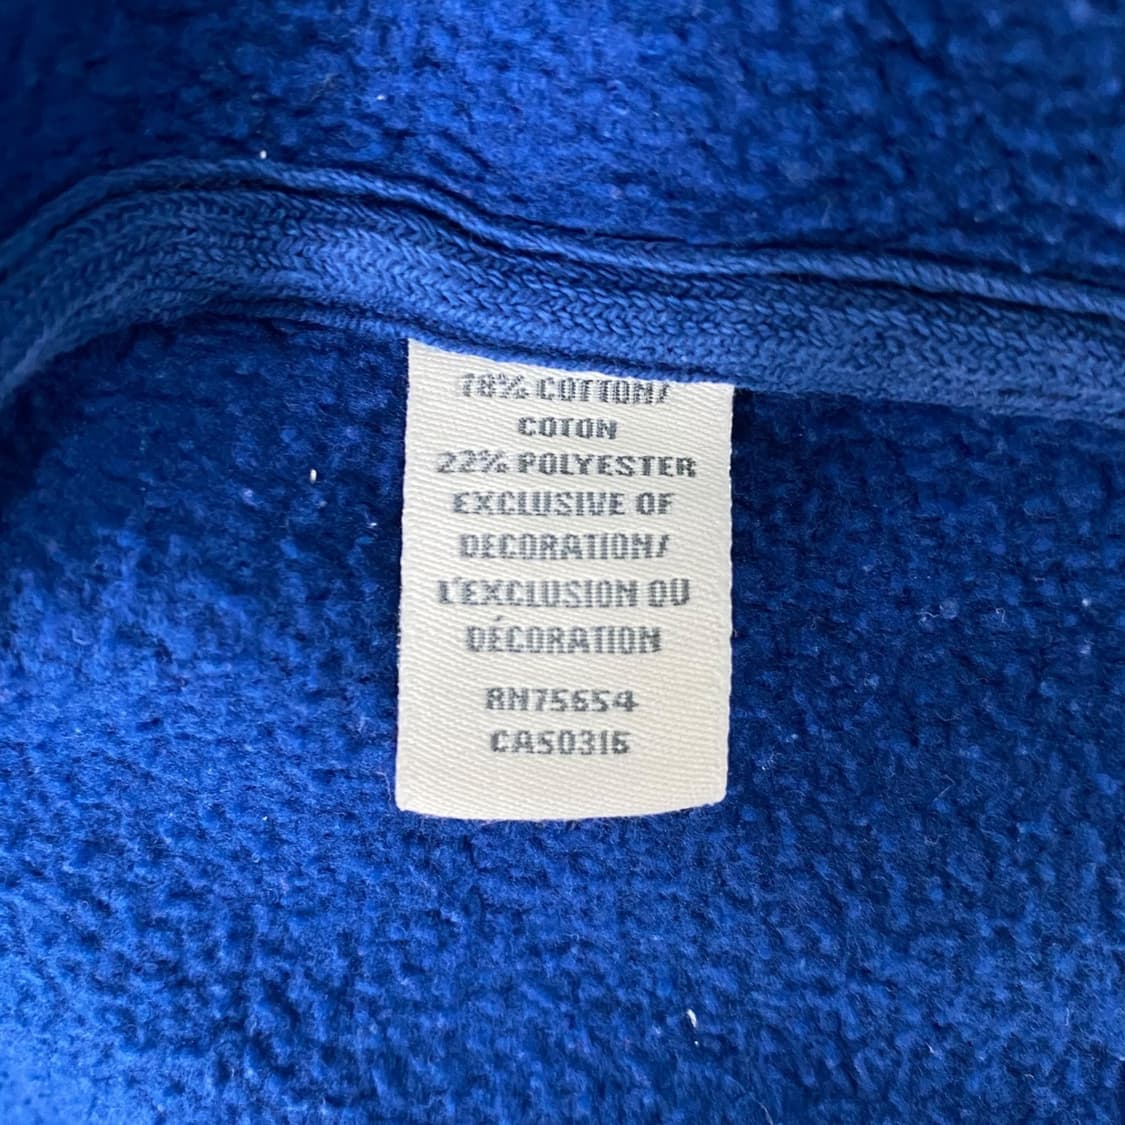 78% COTTON/
COTON
22% POLYESTER
EXCLUSIVE OF
DECORATION/
L'EXCLUSION OU
DÉCORATION
RN75654
CA50316